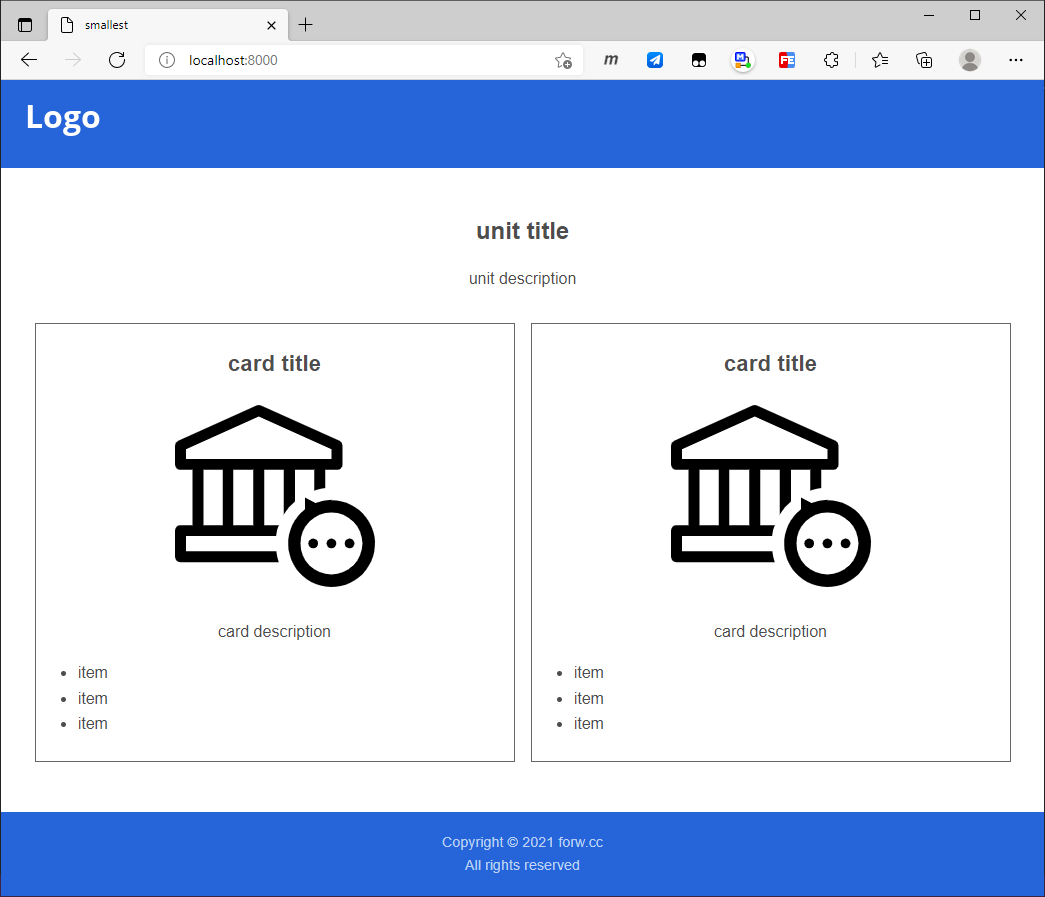 smallest
localhost:8000
m
FE
Logo
unit title
unit description
card title
card description
item
item
item
card title
card description
item
item
item
Copyright © 2021 forw.cc
All rights reserved